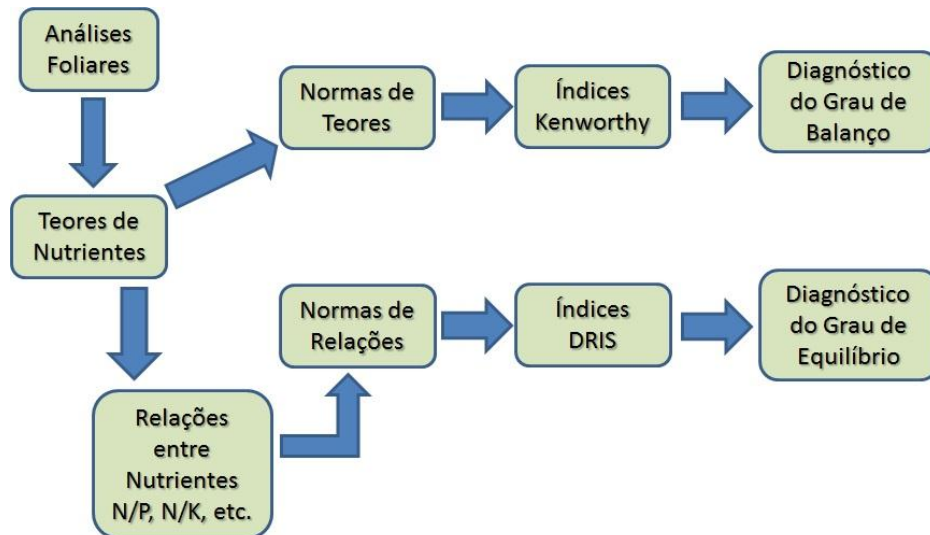 Análises
Foliares
Teores de
Nutrientes
Normas de
Teores
Índices
Kenworthy
Diagnóstico
do Grau de
Balanço
Relações
entre
Nutrientes
N/P, N/K, etc.
Normas de
Relações
Índices
DRIS
Diagnóstico
do Grau de
Equilíbrio